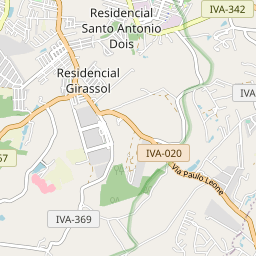 Residencial
Santo Antonio
Dois
IVA-342
Residencial
Girassol
IVA-020
Via Paulo Leone
IVA-369